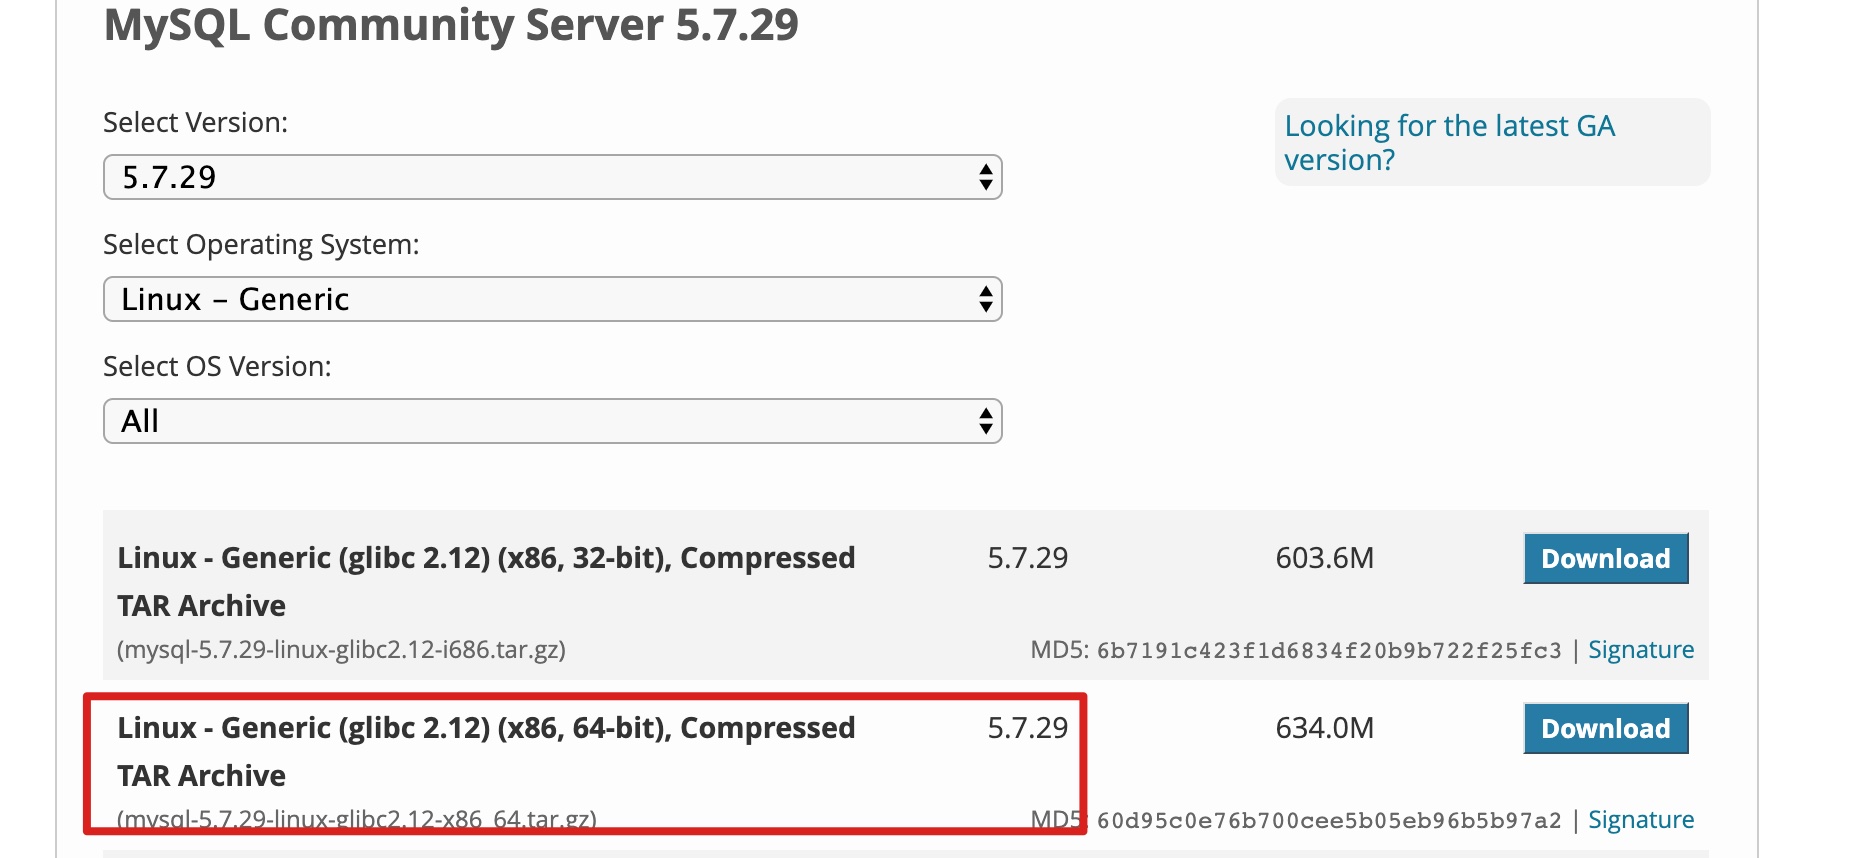 MySQL Community Server 5.7.29
Select Version:
5.7.29
Looking for the latest GA
version?
Select Operating System:
Linux – Generic
Select OS Version:
All
Linux - Generic (glibc 2.12) (x86, 32-bit), Compressed 5.7.29 603.6M Download
TAR Archive
(mysql-5.7.29-linux-glibc2.12-i686.tar.gz) MD5: 6b7191c423f1d6834f20b9b722f25fc3 | Signature
Linux - Generic (glibc 2.12) (x86, 64-bit), Compressed 5.7.29 634.0M Download
TAR Archive
(mysql-5.7.29-linux-glibc2.12-x86_64.tar.gz) MD5: 60d95c0e76b700cee5b05eb96b5b97a2 | Signature